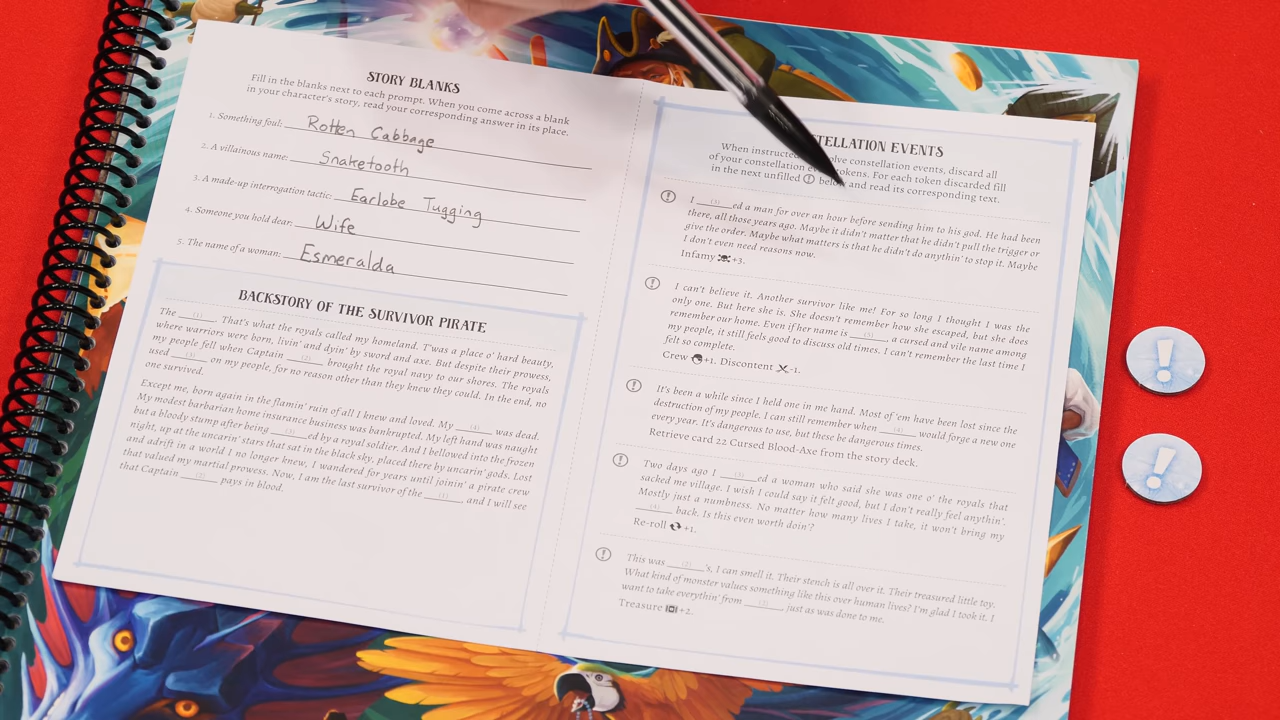 STORY BLANKS
Fill in the blanks next to each prompt. When you come across a blank
in your character's story, read your corresponding answer in its place.
1. Something foul: Rotten Cabbage
2. A villainous name: Snaketooth
3. A made-up interrogation tactic: Earlobe Tugging
4. Someone you hold dear: Wife
5. The name of a woman: Esmeralda
BACKSTORY OF THE SURVIVOR PIRATE
The (1). That's what the royals called my homeland. T'was a place o' hard beauty,
where warriors were born, livin' and dyin' by sword and axe. But despite their prowess,
my people fell when Captain (2) brought the royal navy to our shores. The royals
used (3) on my people, for no reason other than they knew they could. In the end, no
one survived.
Except me, born again in the flamin' ruin of all I knew and loved. My (4) was dead.
My modest barbarian home insurance business was bankrupted. My left hand was naught
but a bloody stump after being (3)ed by a royal soldier. And I bellowed into the frozen
night, up at the uncarin' stars that sat in the black sky, placed there by uncarin' gods. Lost
and adrift in a world I no longer knew, I wandered for years until joinin' a pirate crew
that valued my martial prowess. Now, I am the last survivor of the (1) and I will see
that Captain (2) pays in blood.
STELLATION EVENTS
When instructed olve constellation events, discard all
of your constellation ev tokens. For each token discarded fill
in the next unfilled ! below and read its corresponding text.
I (3)ed a man for over an hour before sending him to his god. He had been
there, all those years ago. Maybe it didn't matter that he didn't pull the trigger or
give the order. Maybe what matters is that he didn't do anythin' to stop it. Maybe
I don't even need reasons now.
Infamy +3.
I can't believe it. Another survivor like me! For so long I thought I was the
only one. But here she is. She doesn't remember how she escaped, but she does
remember our home. Even if her name is (5), a cursed and vile name among
my people, it still feels good to discuss old times. I can't remember the last time I
felt so complete.
Crew +1. Discontent -1.
It's been a while since I held one in me hand. Most of 'em have been lost since the
destruction of my people. I can still remember when (4) would forge a new one
every year. It's dangerous to use, but these be dangerous times.
Retrieve card 22 Cursed Blood-Axe from the story deck.
Two days ago I (3)ed a woman who said she was one o' the royals that
sacked me village. I wish I could say it felt good, but I don't really feel anythin'.
Mostly just a numbness. No matter how many lives I take, it won't bring my
(4) back. Is this even worth doin'?
Re-roll +1.
This was (2)'s, I can smell it. Their stench is all over it. Their treasured little toy.
What kind of monster values something like this over human lives? I'm glad I took it. I
want to take everythin' from (2), just as was done to me.
Treasure +2.
!
!